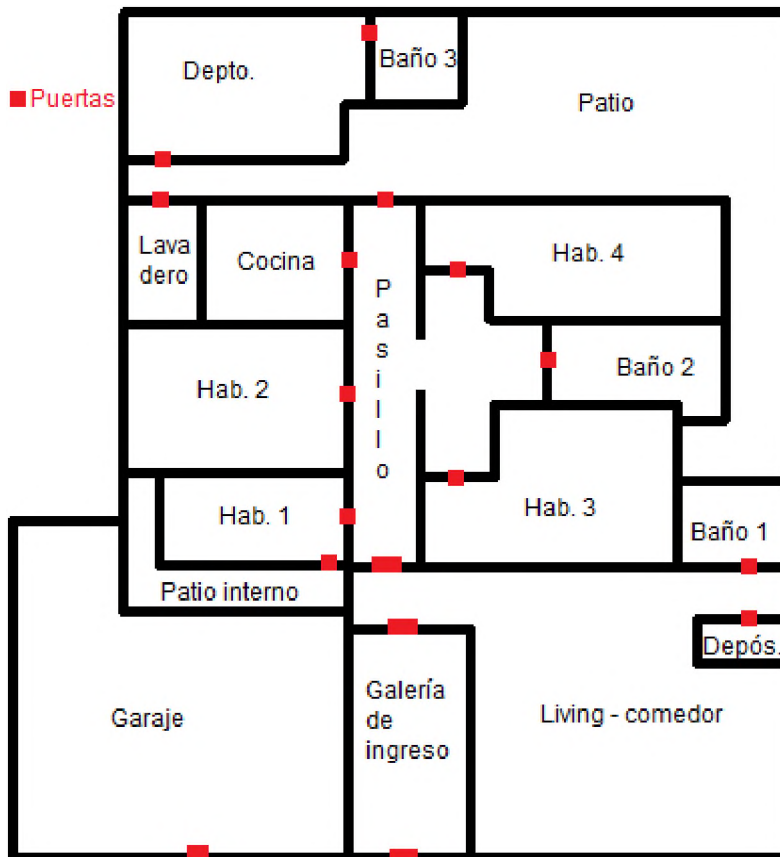 Depto.
Baño 3
Puertas
Patio
Lava
dero
Cocina
Hab. 4
P
a
s
i
l
l
o
Baño 2
Hab. 2
Hab. 1
Hab. 3
Baño 1
Patio interno
Depós.
Garaje
Galería
de
ingreso
Living - comedor